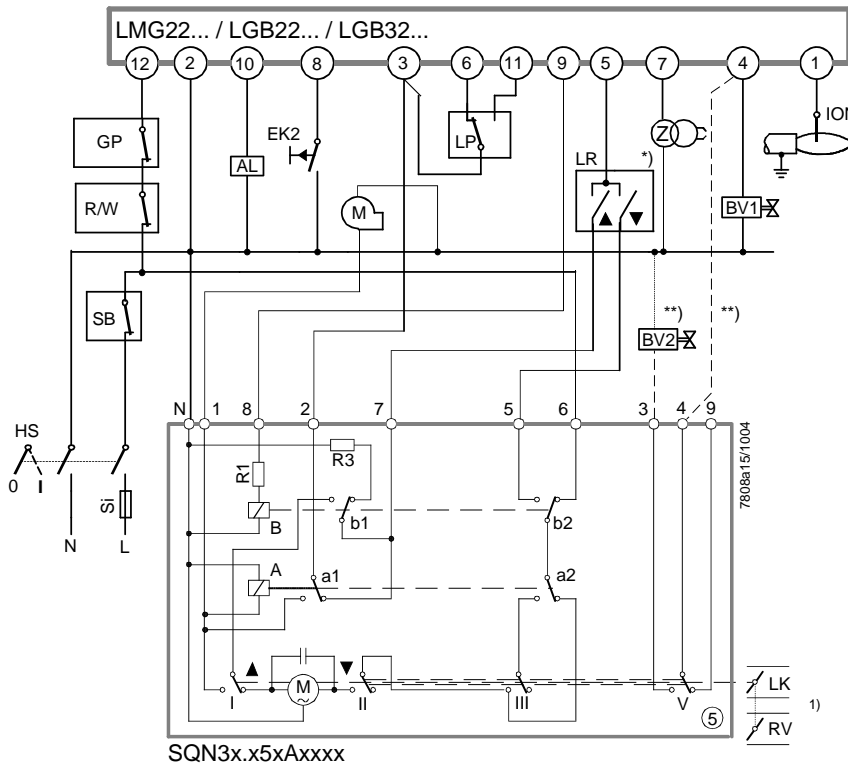 LMG22... / LGB22... / LGB32...
12 2 10 8 3 6 11 9 5 7 4 1
GP
EK2
LP
LR
*)
Z
ION
AL
R/W
M
BV1
SB
**)
**)
BV2
N 1 8 2 7 5 6 3 4 9
HS
0 I
Si
N L
R1
R3
B
b1
b2
A
a1
a2
M
~
I II III V
LK
1)
RV
5
7808a15/1004
SQN3x.x5xAxxxx